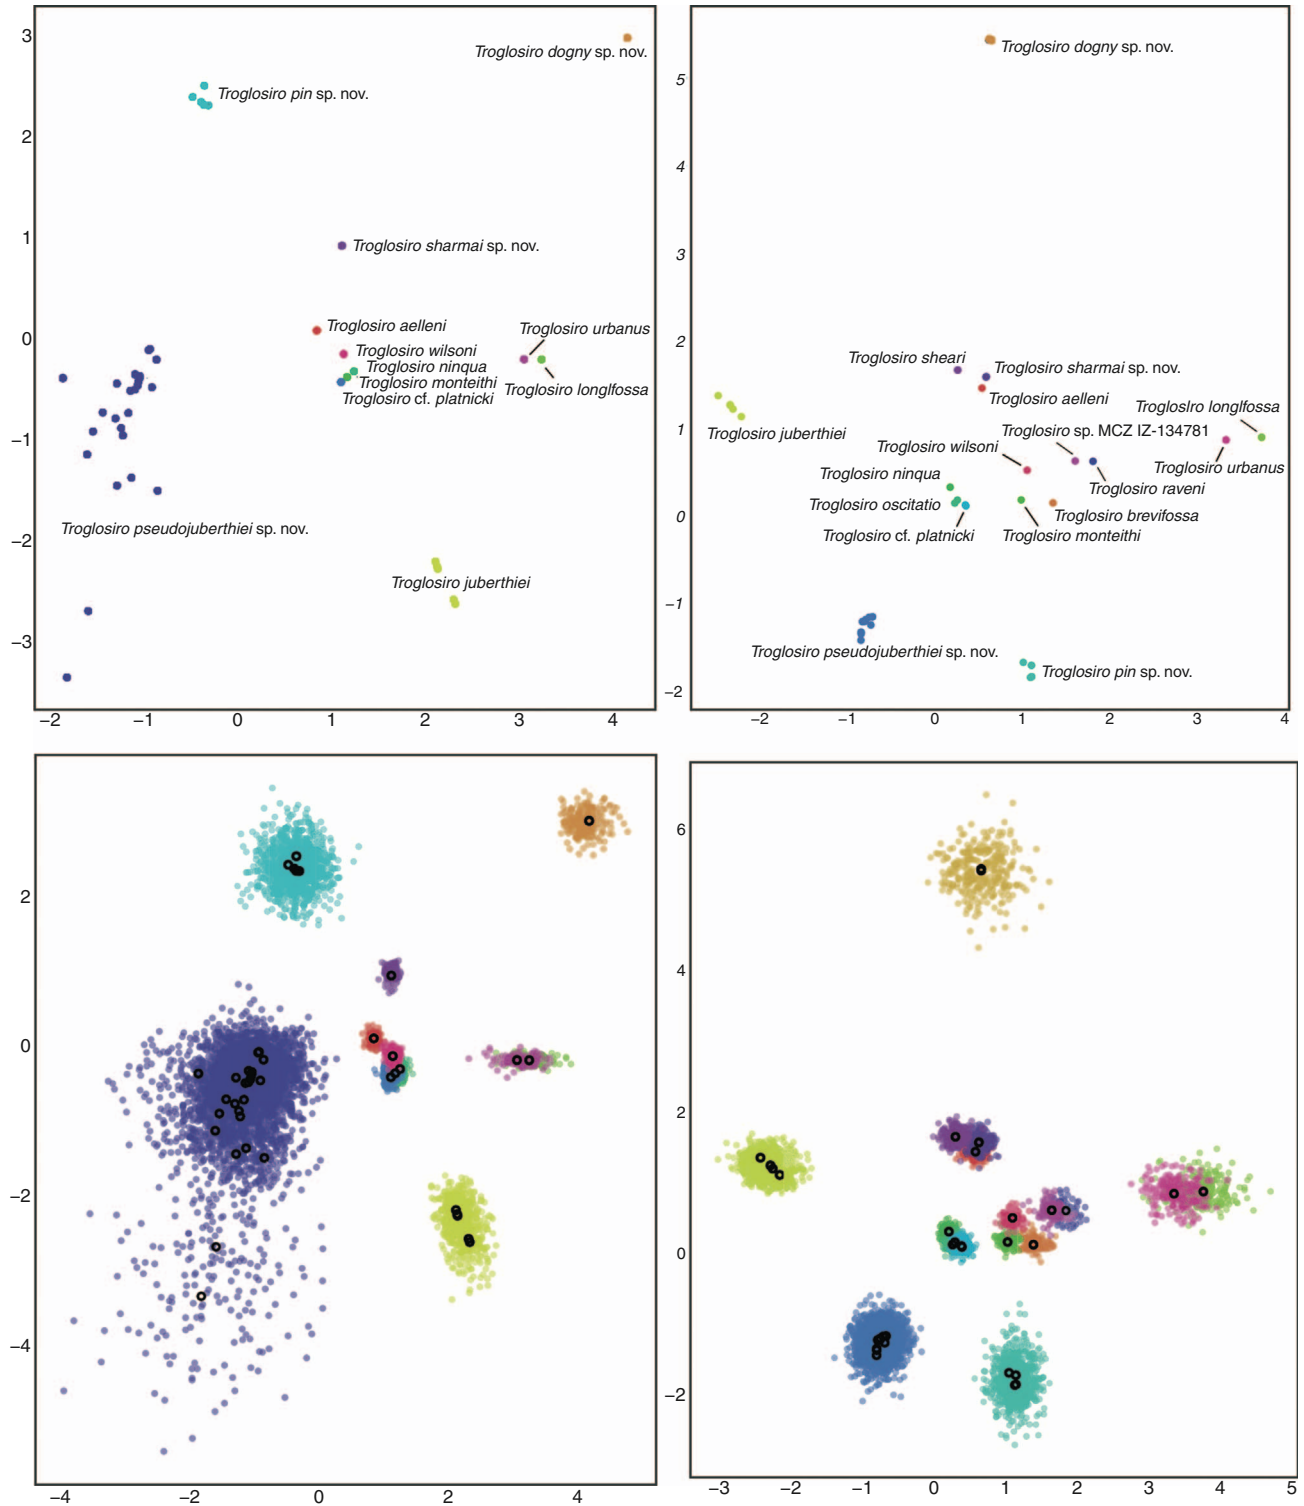 3
2
1
0
−1
−2
−3
Troglosiro dogny sp. nov.
Troglosiro pin sp. nov.
Troglosiro sharmai sp. nov.
Troglosiro aelleni
Troglosiro urbanus
Troglosiro wilsoni
Troglosiro ninqua
Troglosiro monteithi
Troglosiro longlfossa
Troglosiro cf. platnicki
Troglosiro pseudojuberthiei sp. nov.
Troglosiro juberthiei
−2 −1 0 1 2 3 4
5
4
3
2
1
0
−1
−2
Troglosiro dogny sp. nov.
Troglosiro sheari
Troglosiro sharmai sp. nov.
Troglosiro aelleni
Troglosiro longlfossa
Troglosiro juberthiei
Troglosiro sp. MCZ IZ-134781
Troglosiro wilsoni
Troglosiro urbanus
Troglosiro ninqua
Troglosiro raveni
Troglosiro oscitatio
Troglosiro brevifossa
Troglosiro cf. platnicki
Troglosiro monteithi
Troglosiro pseudojuberthiei sp. nov.
Troglosiro pin sp. nov.
−2 −1 0 1 2 3 4
2
0
−2
−4
−4 −2 0 2 4
6
4
2
0
−2
−3 −2 −1 0 1 2 3 4 5